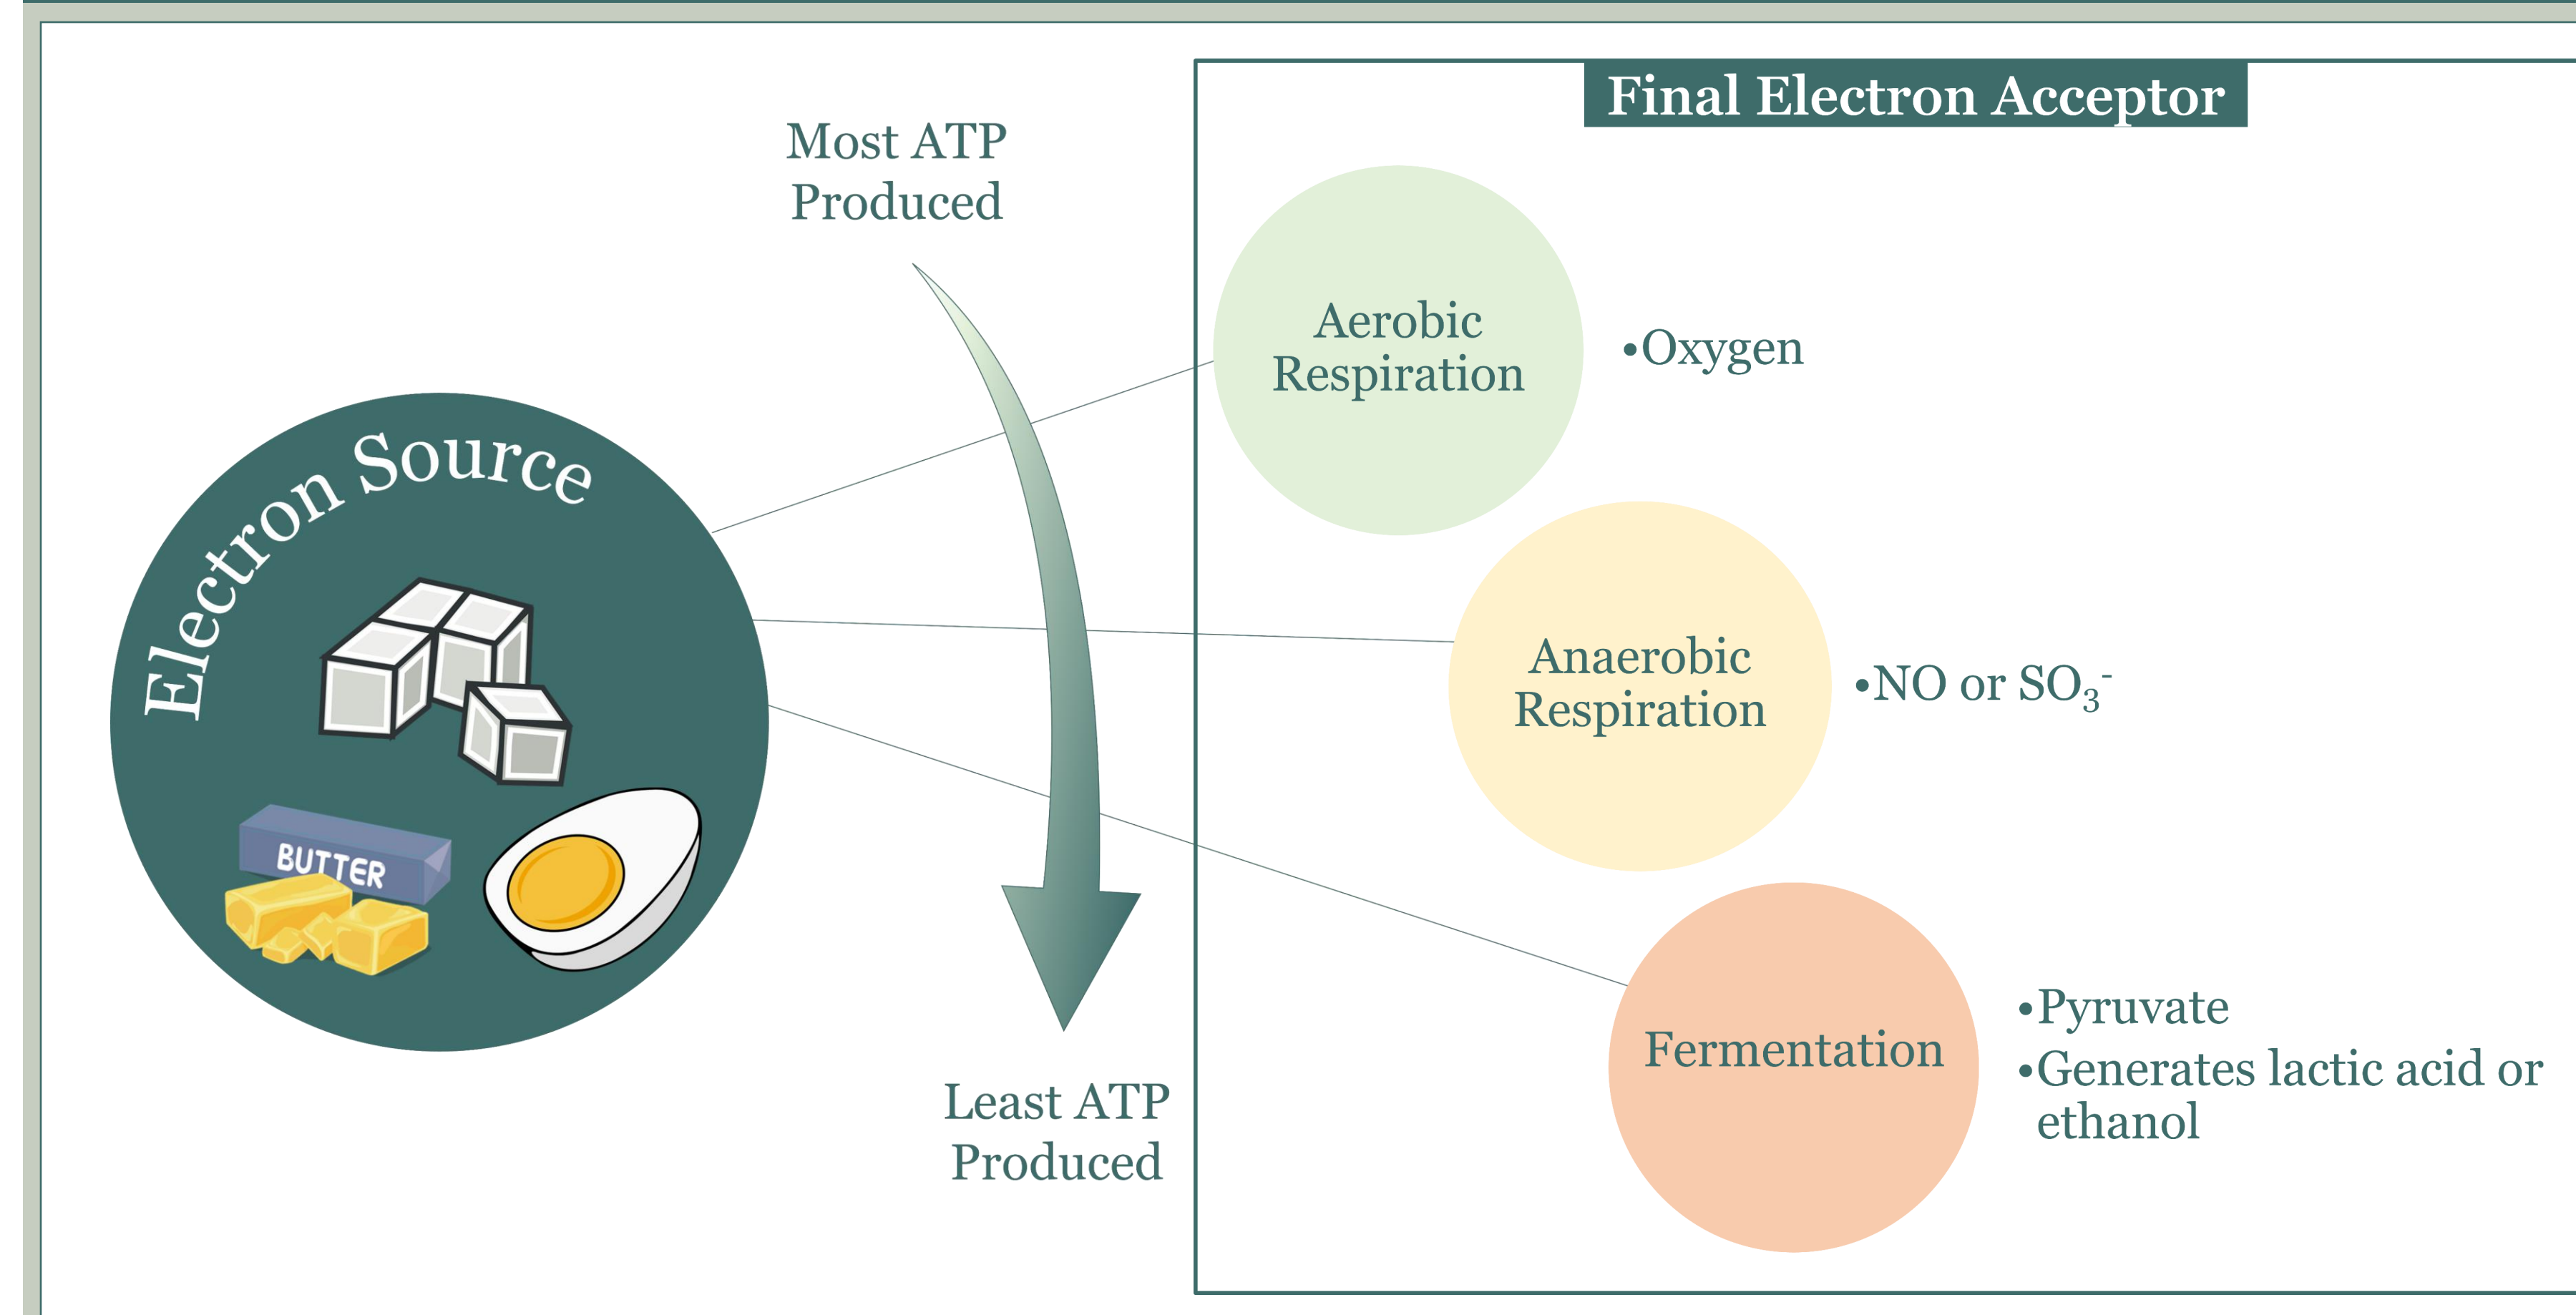 Final Electron Acceptor
Most ATP
Produced
Aerobic
Respiration
•Oxygen
Electron Source
BUTTER
Anaerobic
Respiration
•NO or SO₃⁻
Fermentation
•Pyruvate
•Generates lactic acid or
ethanol
Least ATP
Produced